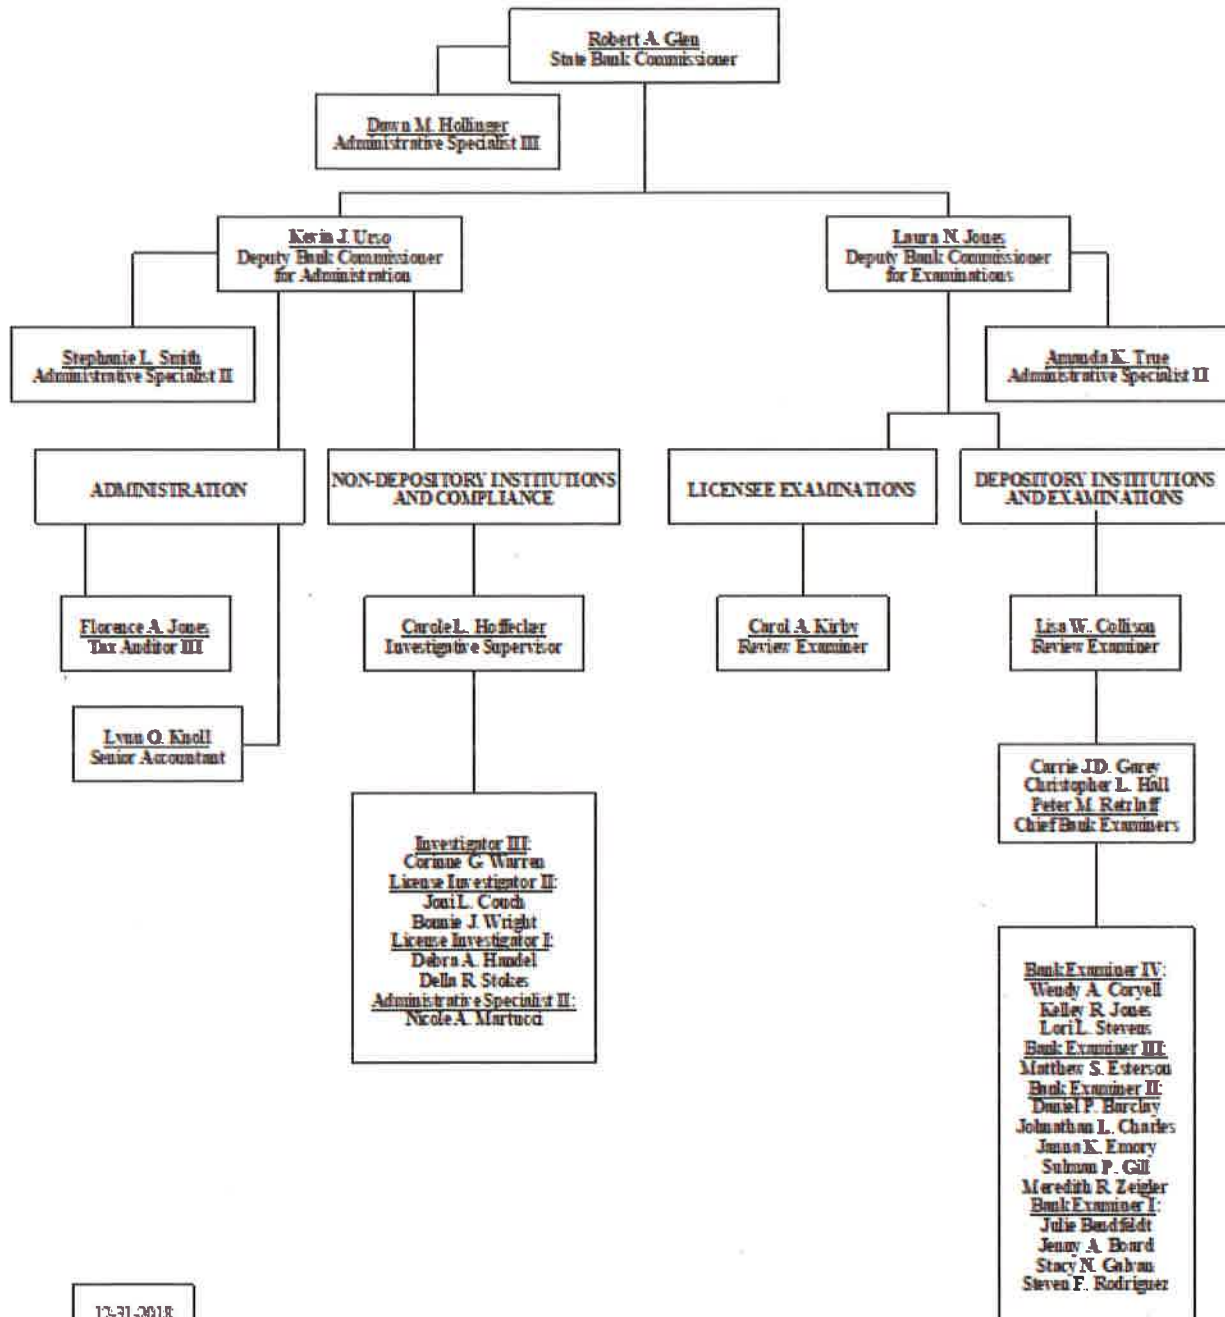 Robert A. Glen
State Bank Commissioner
Dawn M. Hollinger
Administrative Specialist III
Kevin J. Urso
Deputy Bank Commissioner
for Administration
Laura N. Jones
Deputy Bank Commissioner
for Examinations
Stephanie L. Smith
Administrative Specialist II
Amanda K. True
Administrative Specialist II
ADMINISTRATION
NON-DEPOSITORY INSTITUTIONS
AND COMPLIANCE
LICENSEE EXAMINATIONS
DEPOSITORY INSTITUTIONS
AND EXAMINATIONS
Florence A. Jones
Tax Auditor III
Carole L. Hoffecker
Investigative Supervisor
Carol A. Kirby
Review Examiner
Lisa W. Collison
Review Examiner
Lynn O. Knoll
Senior Accountant
Carrie J.D. Garey
Christopher L. Hall
Peter M. Retzlaff
Chief Bank Examiners
Investigator III:
Corinne G. Warren
License Investigator II:
Joni L. Couch
Bonnie J. Wright
License Investigator I:
Debra A. Handel
Della R. Stokes
Administrative Specialist II:
Nicole A. Martucci
Bank Examiner IV:
Wendy A. Coryell
Kelley R. Jones
Lori L. Stevens
Bank Examiner III:
Matthew S. Esterson
Bank Examiner II:
Daniel P. Barclay
Johnathan L. Charles
Janna K. Emory
Sulman P. Gill
Meredith R. Zeigler
Bank Examiner I:
Julie Bendfeldt
Jenny A. Board
Stacy N. Galvan
Steven F. Rodriguez
12-31-2018